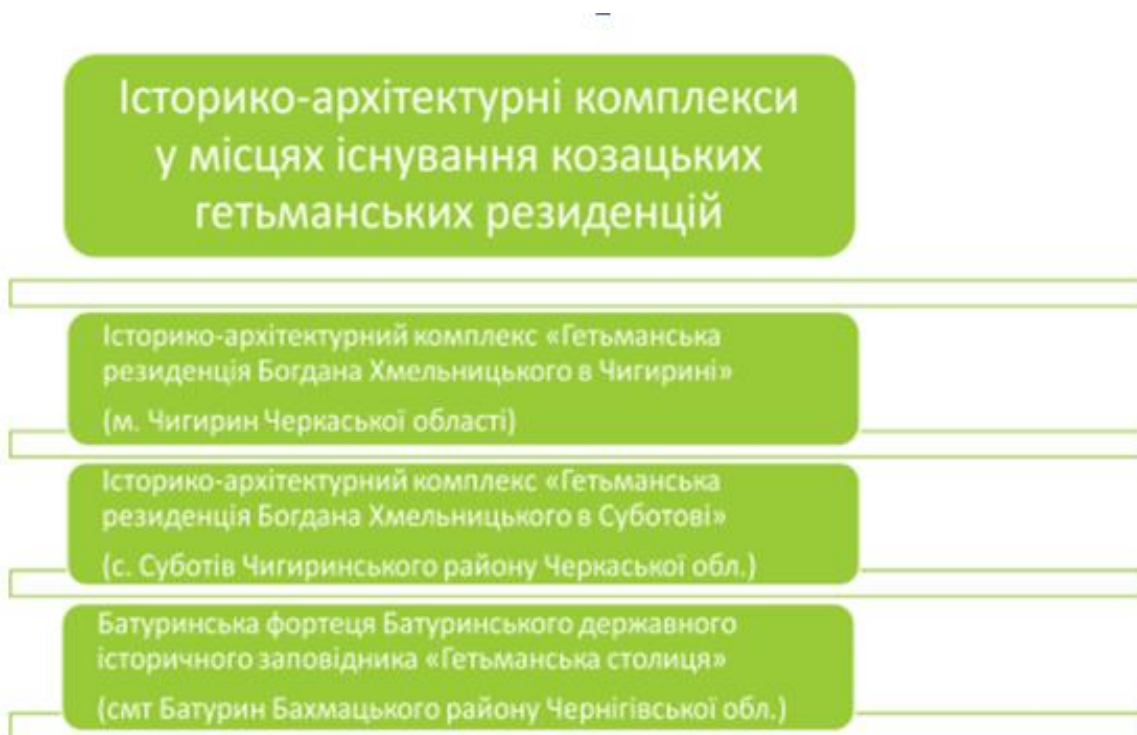 Історико-архітектурні комплекси
у місцях існування козацьких
гетьманських резиденцій
Історико-архітектурний комплекс «Гетьманська
резиденція Богдана Хмельницького в Чигирині»
(м. Чигирин Черкаської області)
Історико-архітектурний комплекс «Гетьманська
резиденція Богдана Хмельницького в Суботові»
(с. Суботів Чигиринського району Черкаської обл.)
Батуринська фортеця Батуринського державного
історичного заповідника «Гетьманська столиця»
(смт Батурин Бахмацького району Чернігівської обл.)